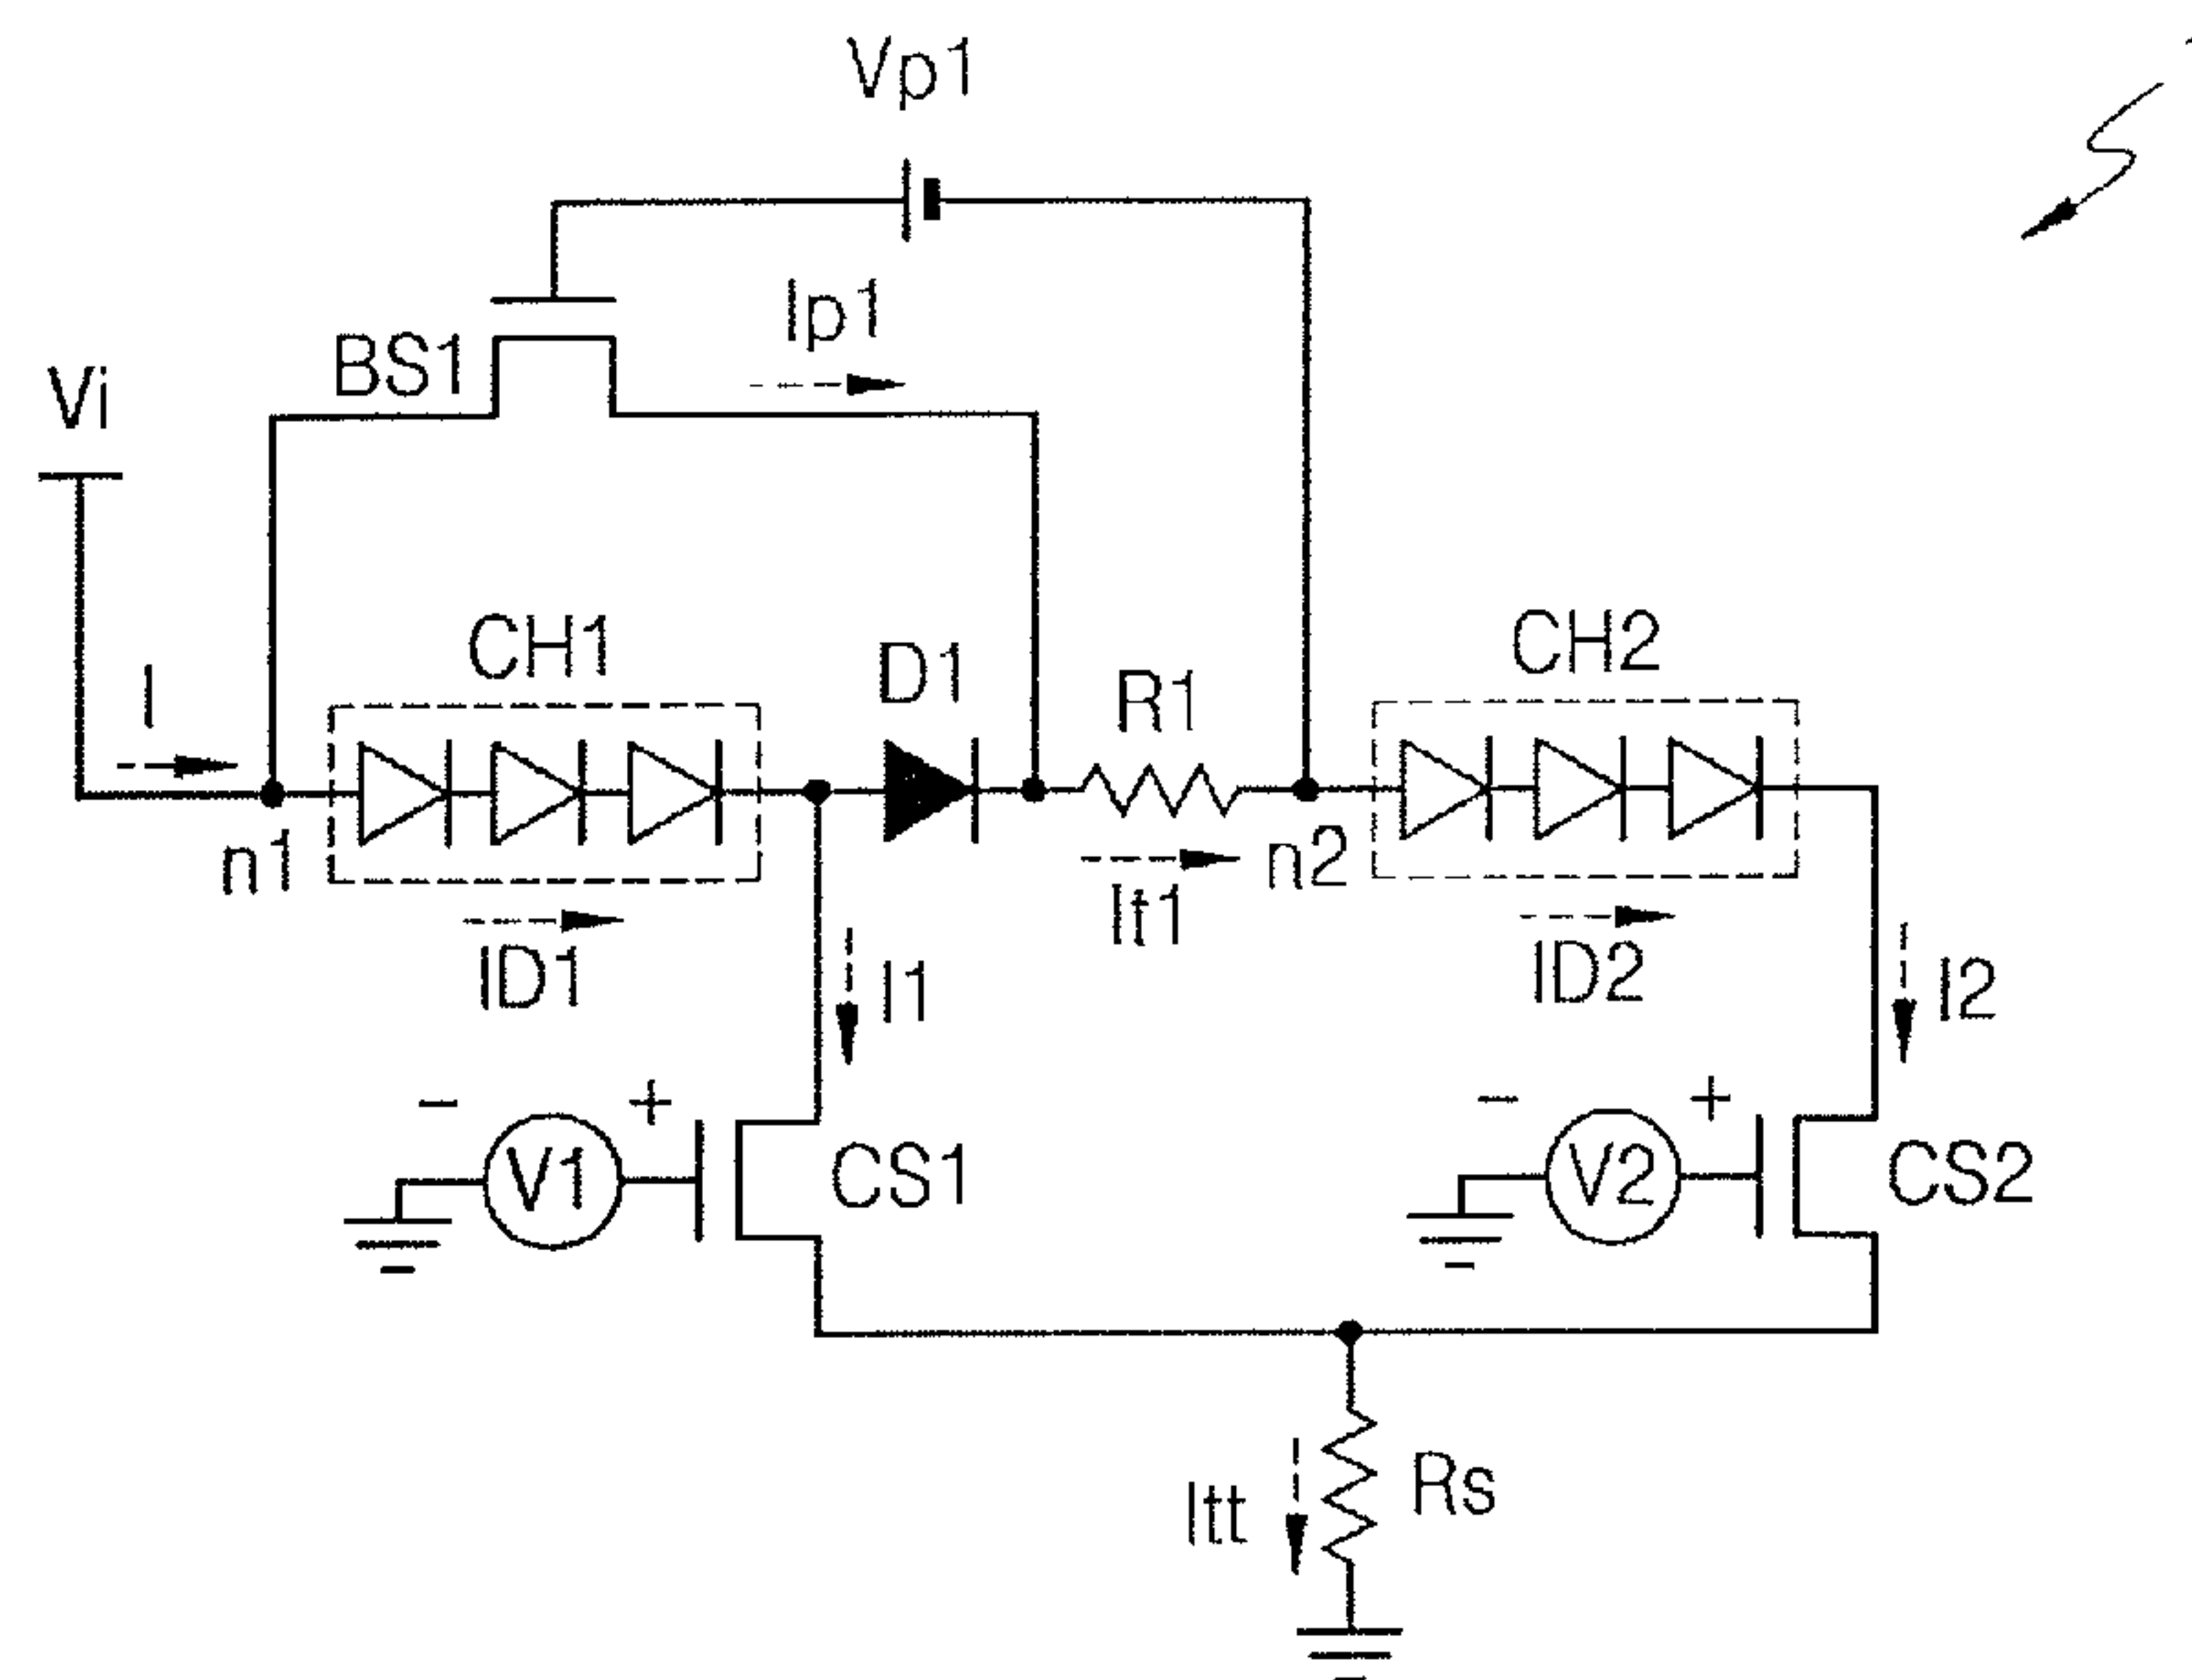 Vp1
Ip1
BS1
Vi
CH1
D1
R1
CH2
I
n1
n2
It1
ID1
ID2
I1
I2
- +
V1
CS1
- +
V2
CS2
Itt
Rs